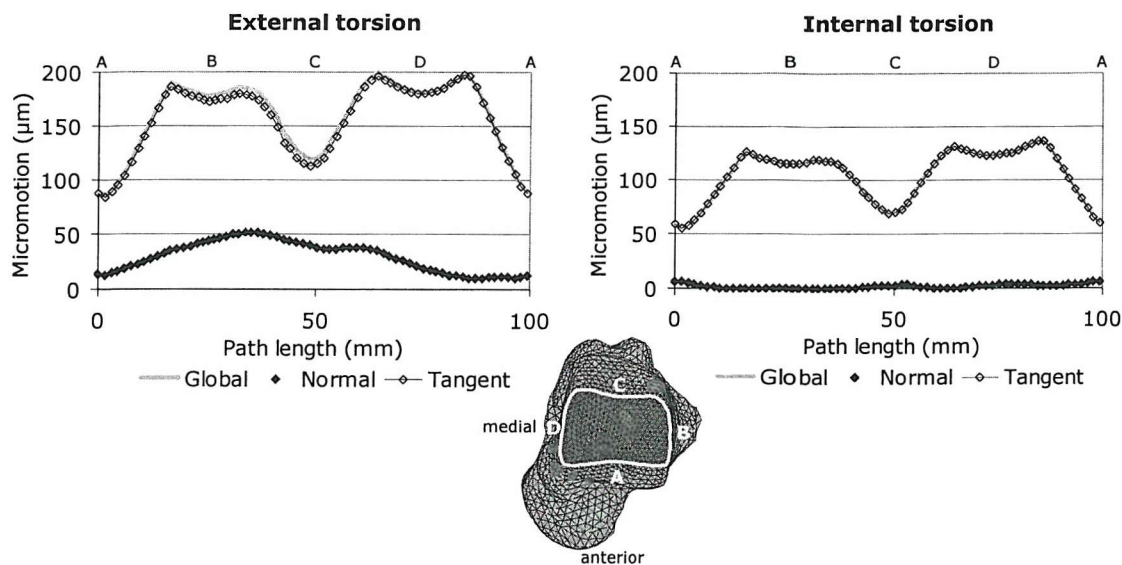 External torsion
A B C D A
200
150
100
50
0
Micromotion (µm)
0 50 100
Path length (mm)
Global Normal Tangent
Internal torsion
A B C D A
200
150
100
50
0
Micromotion (µm)
0 50 100
Path length (mm)
Global Normal Tangent
C
medial D B
A
anterior